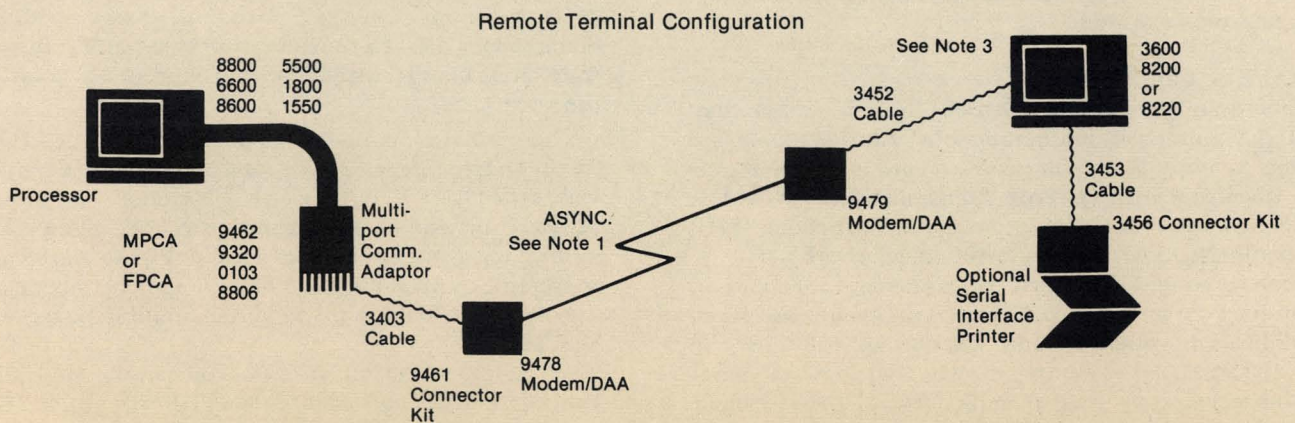 Remote Terminal Configuration
8800 5500
6600 1800
8600 1550
Processor
MPCA
or
FPCA
9462
9320
0103
8806
Multi-
port
Comm.
Adaptor
3403
Cable
9461
Connector
Kit
9478
Modem/DAA
ASYNC.
See Note 1
9479
Modem/DAA
3452
Cable
See Note 3
3600
8200
or
8220
3453
Cable
3456 Connector Kit
Optional
Serial
Interface
Printer